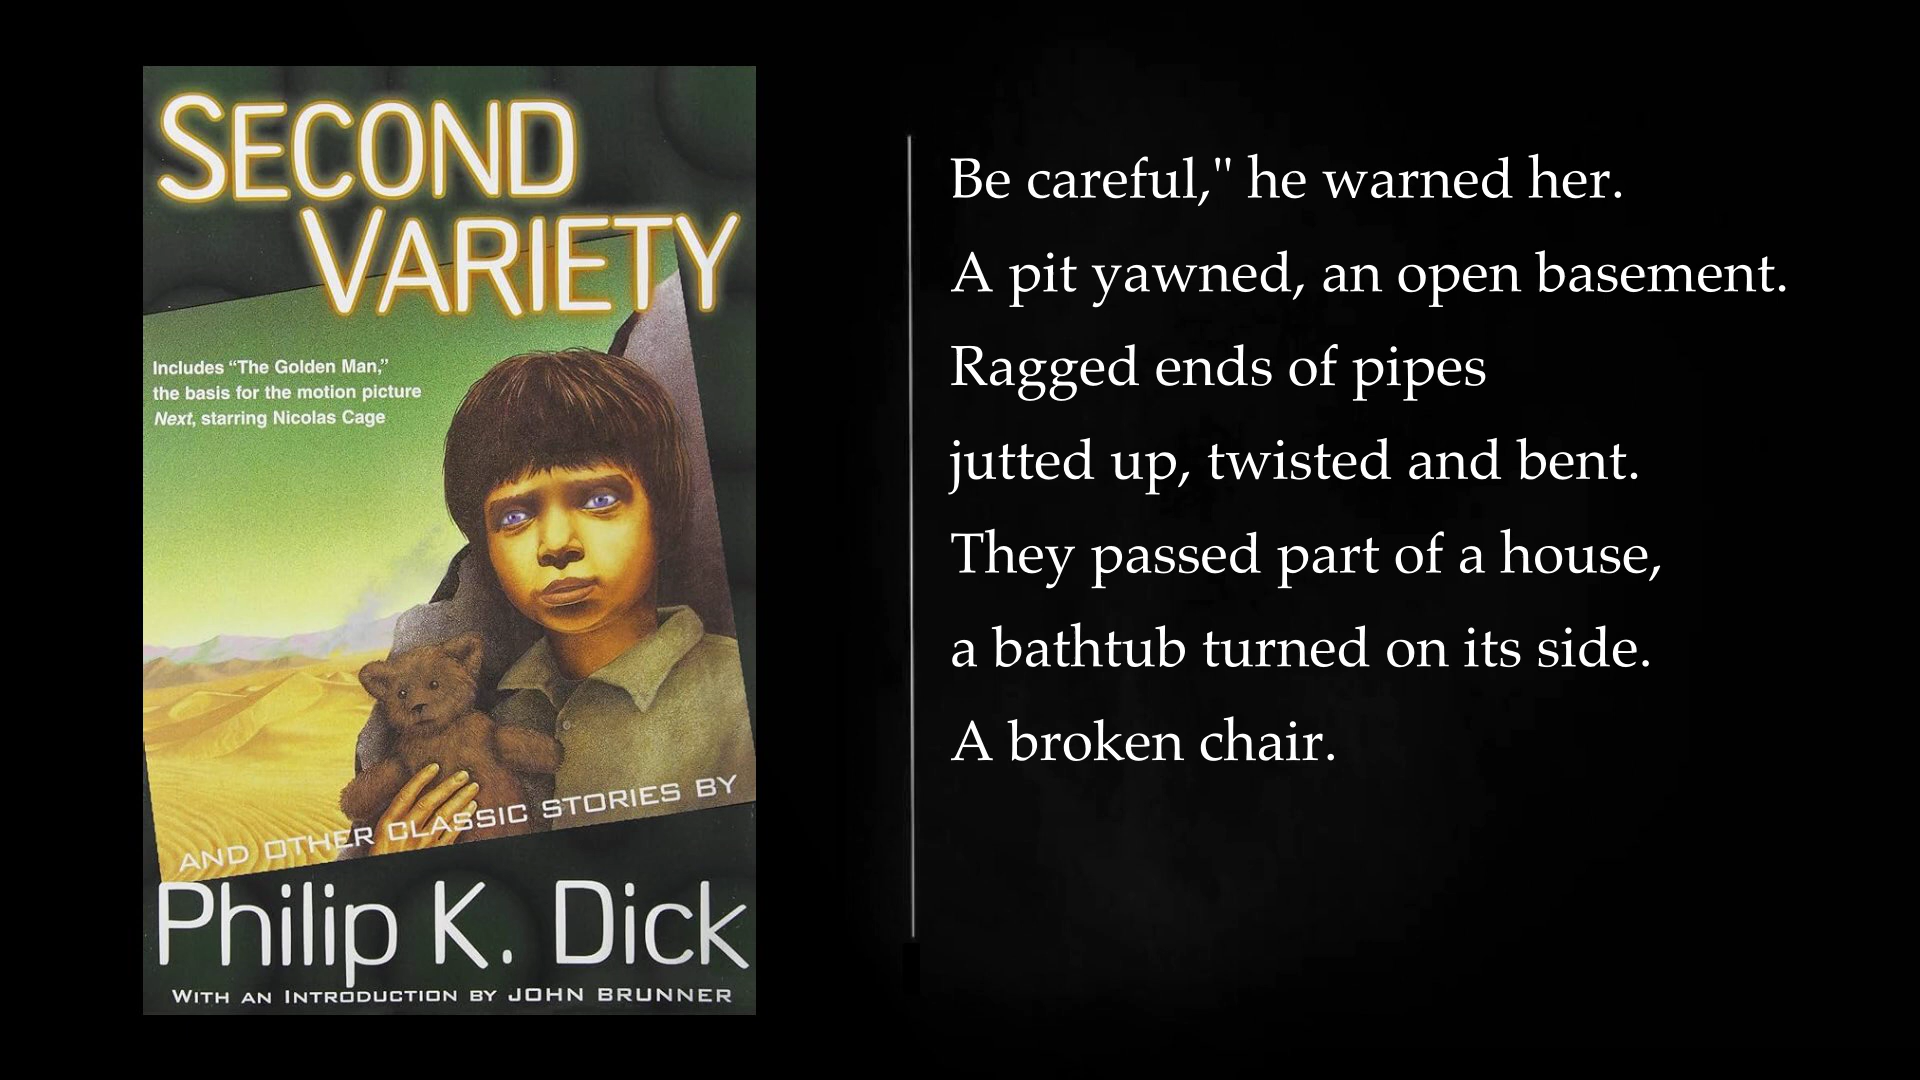 SECOND
VARIETY
Includes “The Golden Man,”
the basis for the motion picture
Next, starring Nicolas Cage
AND OTHER CLASSIC STORIES BY
Philip K. Dick
WITH AN INTRODUCTION BY JOHN BRUNNER
Be careful," he warned her.
A pit yawned, an open basement.
Ragged ends of pipes
jutted up, twisted and bent.
They passed part of a house,
a bathtub turned on its side.
A broken chair.